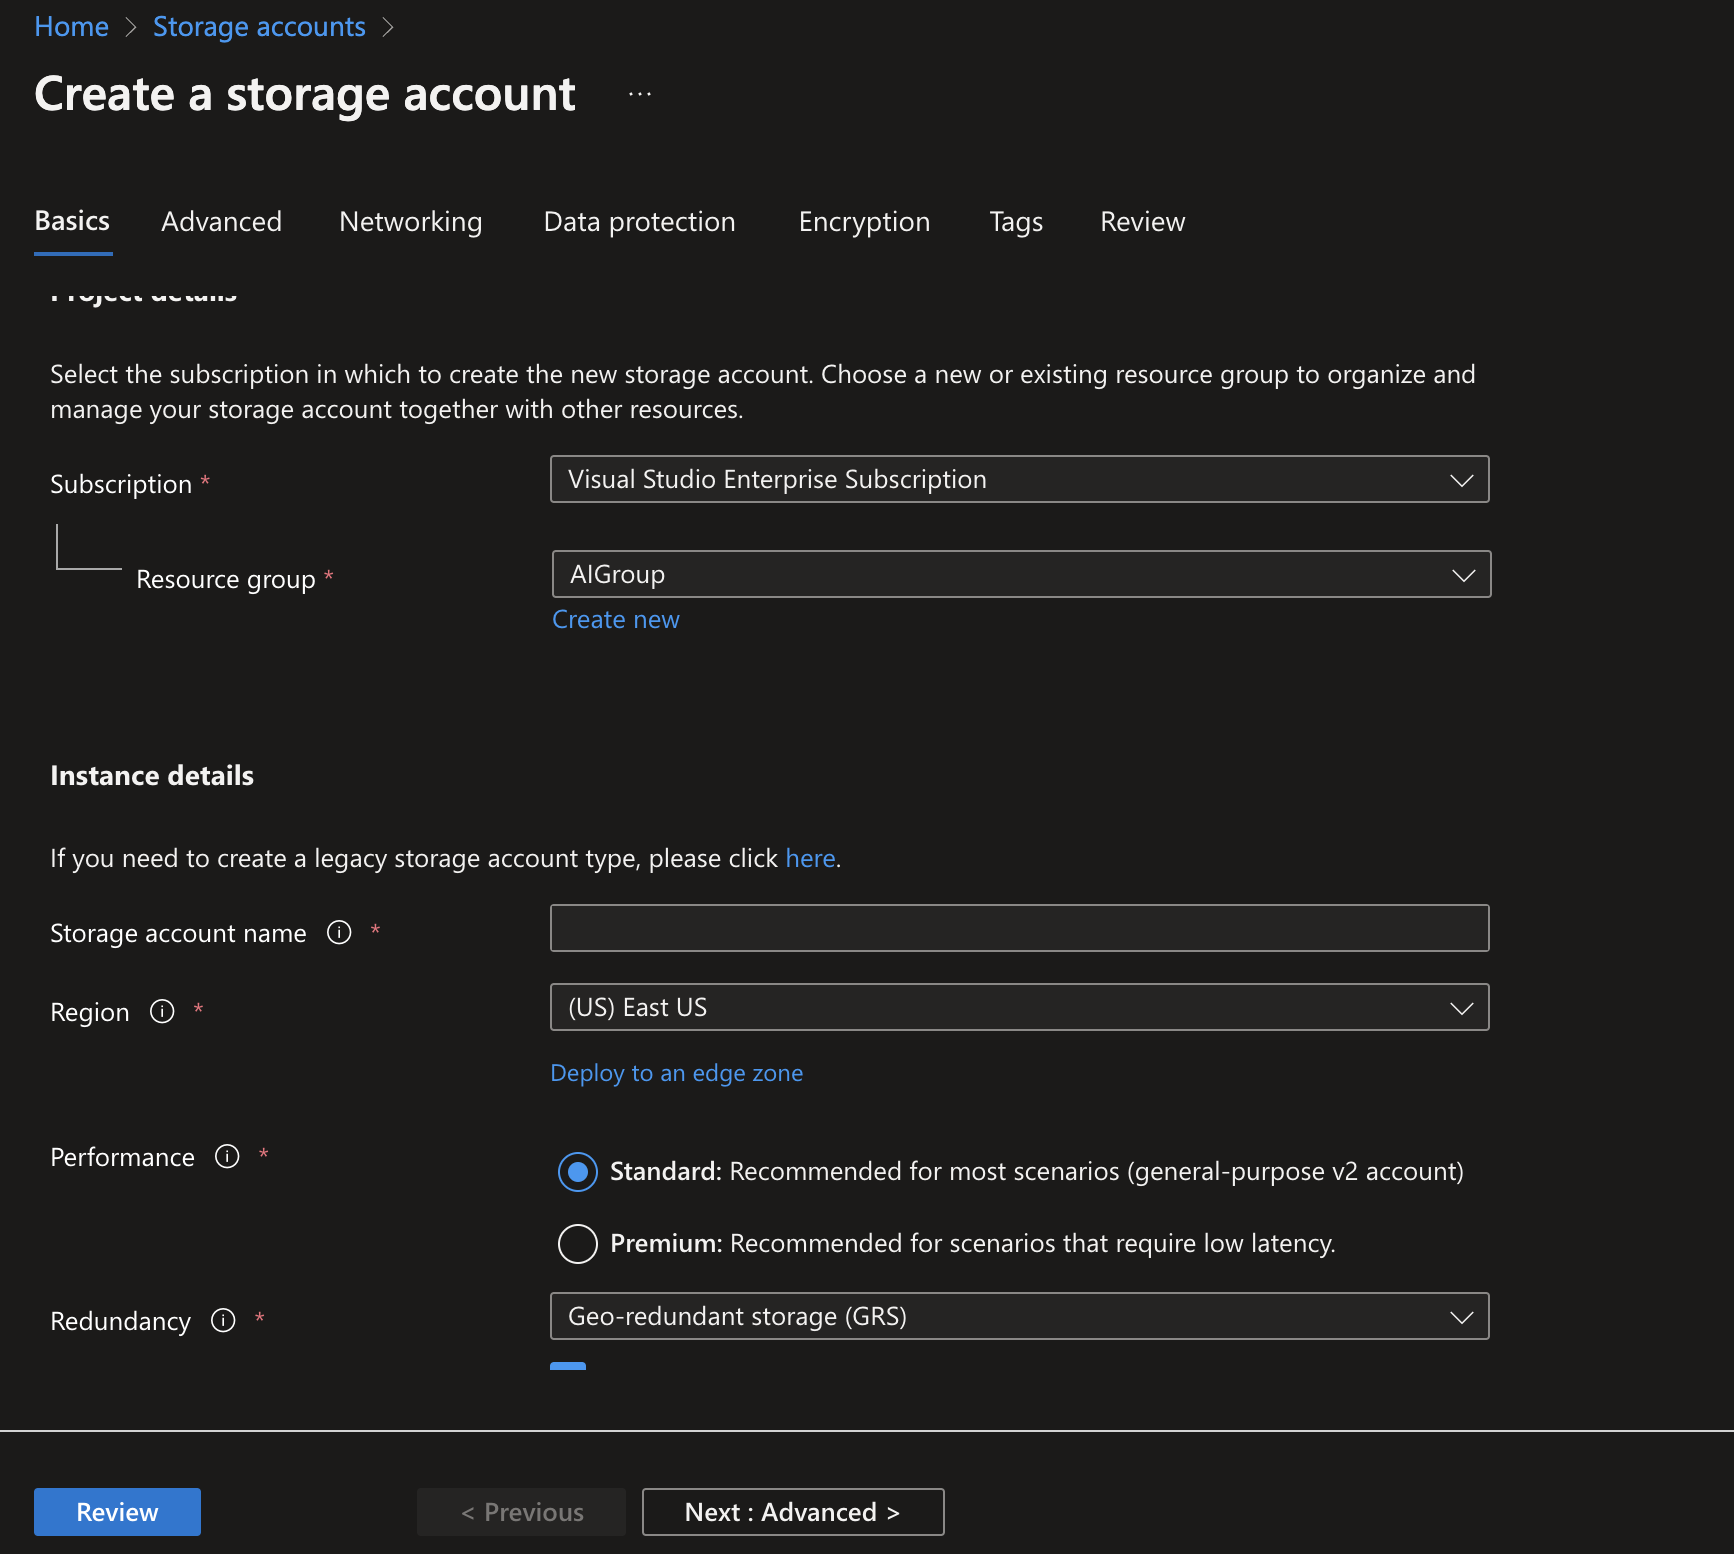 Home > Storage accounts >
Create a storage account ...
Basics Advanced Networking Data protection Encryption Tags Review
Project details
Select the subscription in which to create the new storage account. Choose a new or existing resource group to organize and
manage your storage account together with other resources.
Subscription * Visual Studio Enterprise Subscription
Resource group * AIGroup
Create new
Instance details
If you need to create a legacy storage account type, please click here.
Storage account name *
Region * (US) East US
Deploy to an edge zone
Performance * Standard: Recommended for most scenarios (general-purpose v2 account)
Premium: Recommended for scenarios that require low latency.
Redundancy * Geo-redundant storage (GRS)
Review < Previous Next : Advanced >